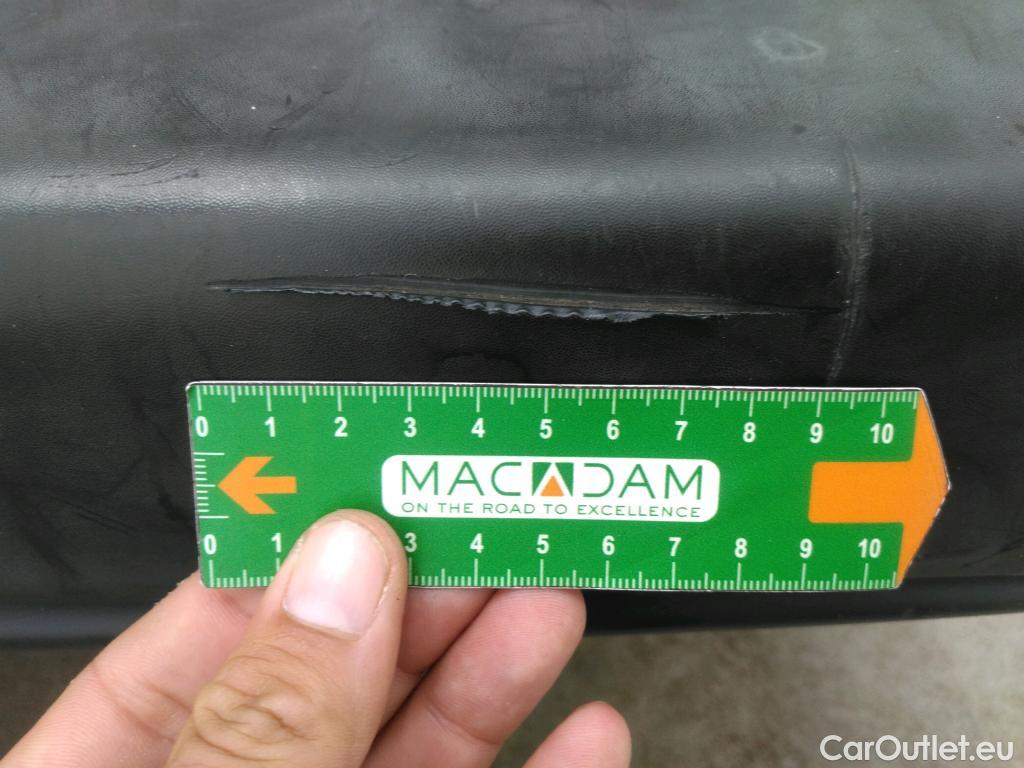 0 1 2 3 4 5 6 7 8 9 10
MACADAM
ON THE ROAD TO EXCELLENCE
0 1 3 4 5 6 7 8 9 10
CarOutlet.eu